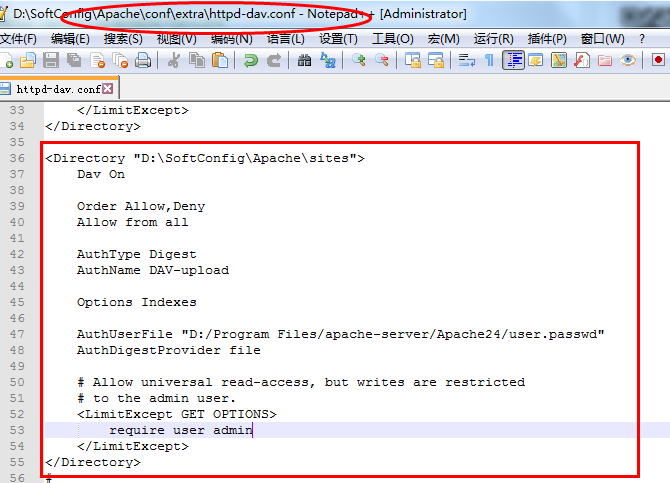 D:\SoftConfig\Apache\conf\extra\httpd-dav.conf - Notepad++ [Administrator]
文件(F) 编辑(E) 搜索(S) 视图(V) 编码(N) 语言(L) 设置(T) 工具(O) 宏(M) 运行(R) 插件(P) 窗口(W) ?
httpd-dav.conf
33 </LimitExcept>
34 </Directory>
35
36 <Directory "D:\SoftConfig\Apache\sites">
37 Dav On
38
39 Order Allow,Deny
40 Allow from all
41
42 AuthType Digest
43 AuthName DAV-upload
44
45 Options Indexes
46
47 AuthUserFile "D:/Program Files/apache-server/Apache24/user.passwd"
48 AuthDigestProvider file
49
50 # Allow universal read-access, but writes are restricted
51 # to the admin user.
52 <LimitExcept GET OPTIONS>
53 require user admin
54 </LimitExcept>
55 </Directory>
56 #